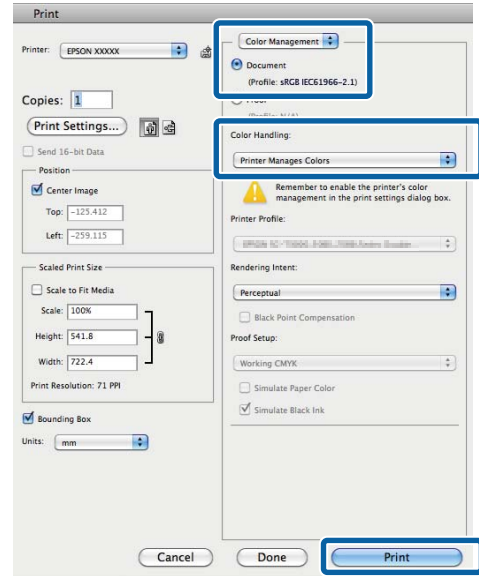 Print
Printer: EPSON XXXXX
Copies: 1
Print Settings...
Send 16-bit Data
Position
Center Image
Top: -125.412
Left: -259.115
Scaled Print Size
Scale to Fit Media
Scale: 100%
Height: 541.8
Width: 722.4
Print Resolution: 71 PPI
Bounding Box
Units: mm
Color Management
Document
(Profile: sRGB IEC61966-2.1)
Color Handling:
Printer Manages Colors
Remember to enable the printer's color
management in the print settings dialog box.
Printer Profile:
Rendering Intent:
Perceptual
Black Point Compensation
Proof Setup:
Working CMYK
Simulate Paper Color
Simulate Black Ink
Cancel
Done
Print